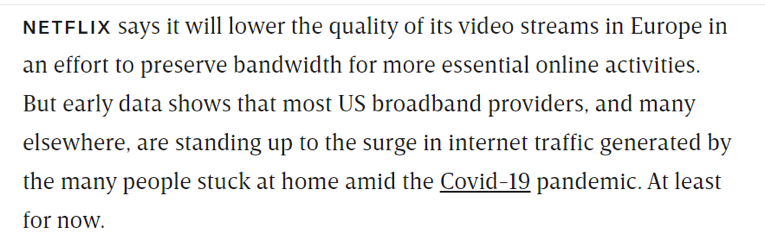 NETFLIX says it will lower the quality of its video streams in Europe in
an effort to preserve bandwidth for more essential online activities.
But early data shows that most US broadband providers, and many
elsewhere, are standing up to the surge in internet traffic generated by
the many people stuck at home amid the Covid-19 pandemic. At least
for now.